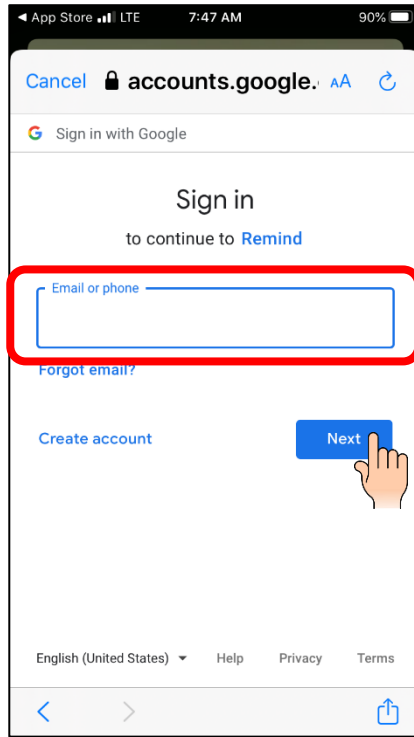 App Store LTE 7:47 AM 90%
Cancel accounts.google. AA
Sign in with Google
Sign in
to continue to Remind
Email or phone
Forgot email?
Create account Next
English (United States) Help Privacy Terms